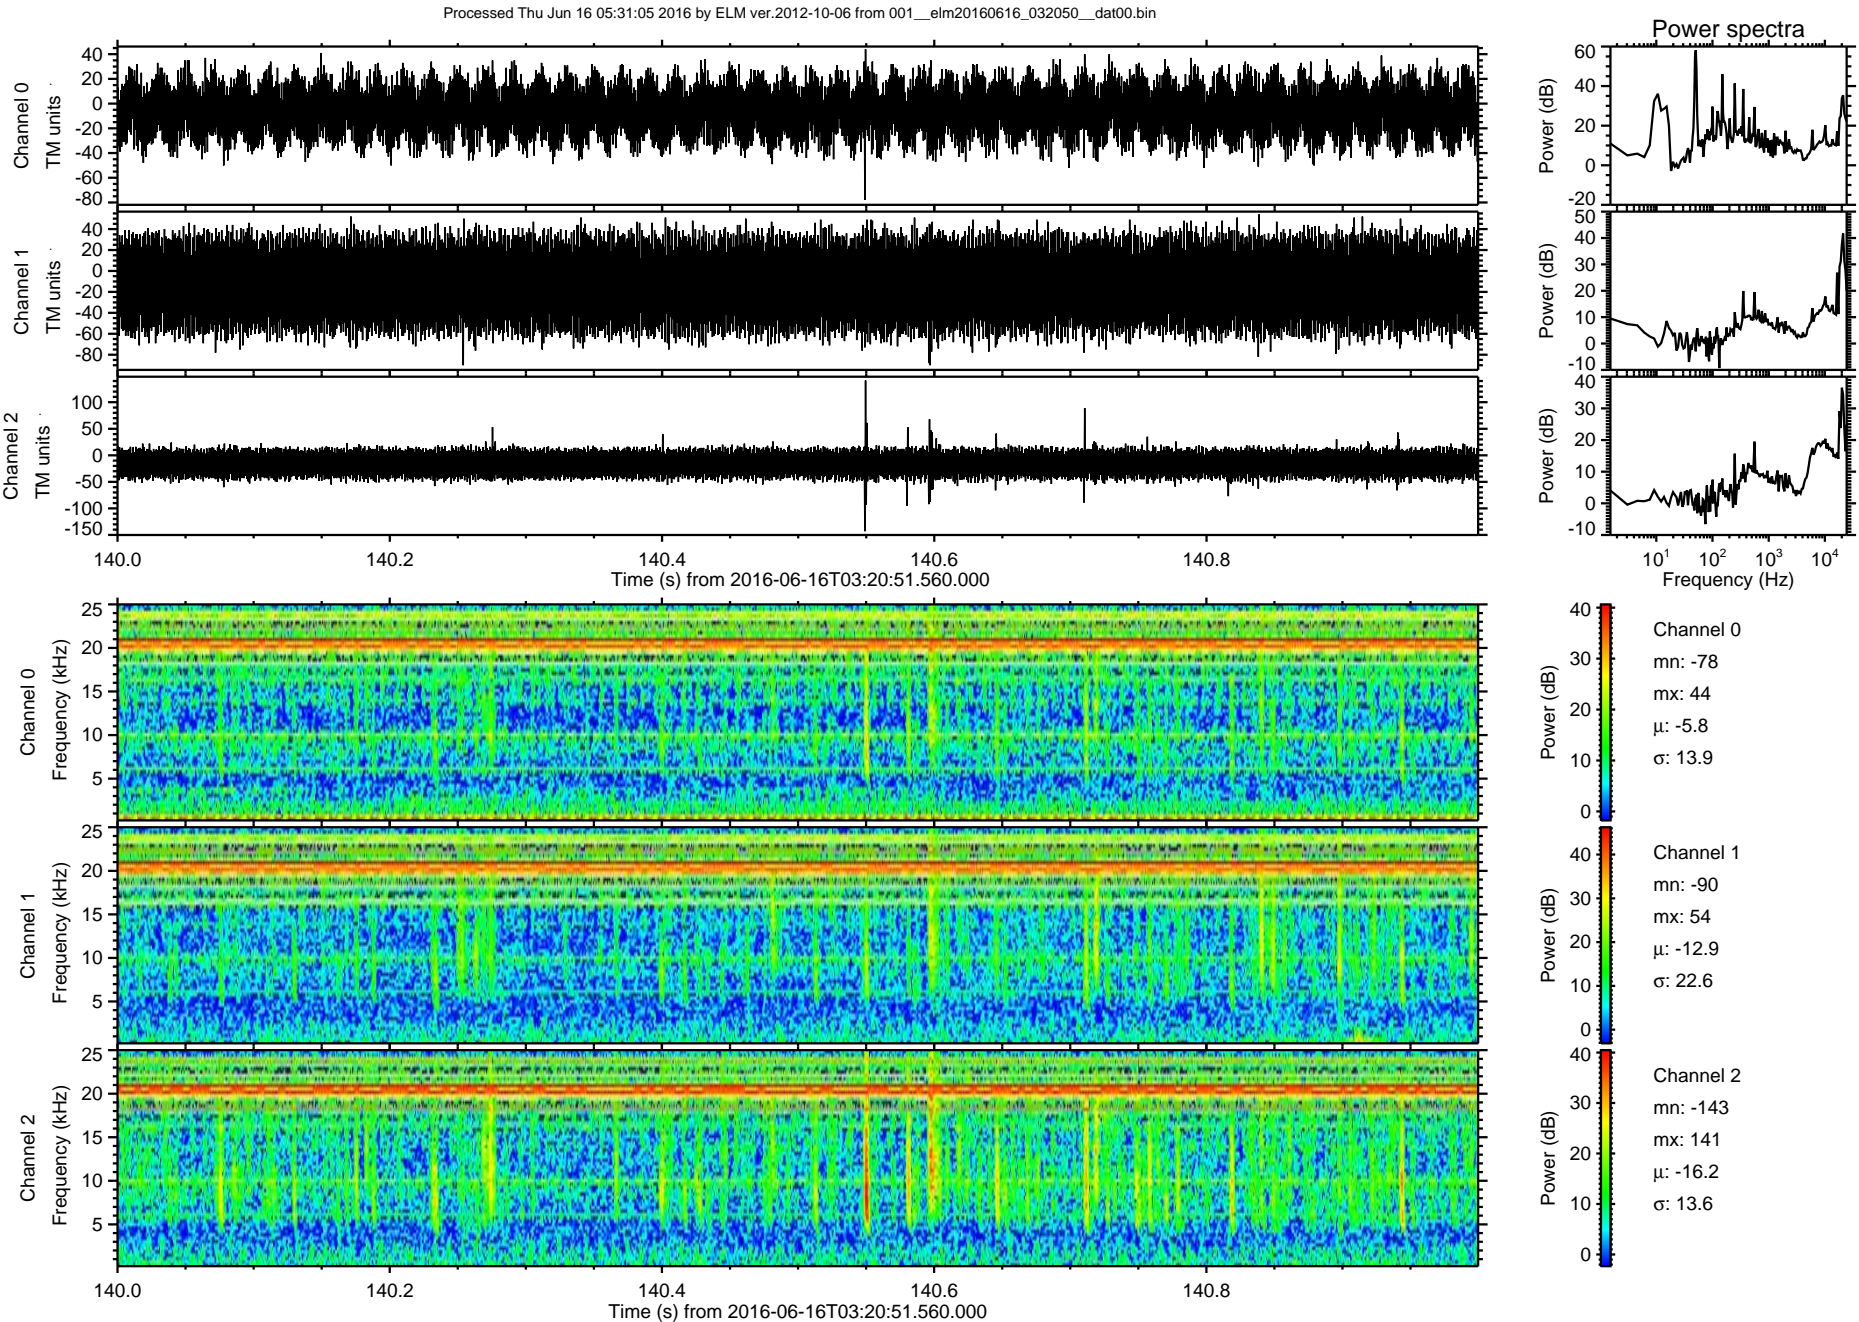 Processed Thu Jun 16 05:31:05 2016 by ELM ver.2012-10-06 from 001__elm20160616_032050__dat00.bin
Power spectra
Channel 0
TM units
40
20
0
-20
-40
-60
-80
Power (dB)
60
40
20
0
-20
Channel 1
TM units
40
20
0
-20
-40
-60
-80
Power (dB)
50
40
30
20
10
0
-10
Channel 2
TM units
100
50
0
-50
-100
-150
Power (dB)
40
30
20
10
0
-10
140.0 140.2 140.4 140.6 140.8
Time (s) from 2016-06-16T03:20:51.560.000
10^1 10^2 10^3 10^4
Frequency (Hz)
Channel 0
Frequency (kHz)
25
20
15
10
5
Power (dB)
40
30
20
10
0
Channel 0
mn: -78
mx: 44
μ: -5.8
σ: 13.9
Channel 1
Frequency (kHz)
25
20
15
10
5
Power (dB)
40
30
20
10
0
Channel 1
mn: -90
mx: 54
μ: -12.9
σ: 22.6
Channel 2
Frequency (kHz)
25
20
15
10
5
Power (dB)
40
30
20
10
0
Channel 2
mn: -143
mx: 141
μ: -16.2
σ: 13.6
140.0 140.2 140.4 140.6 140.8
Time (s) from 2016-06-16T03:20:51.560.000